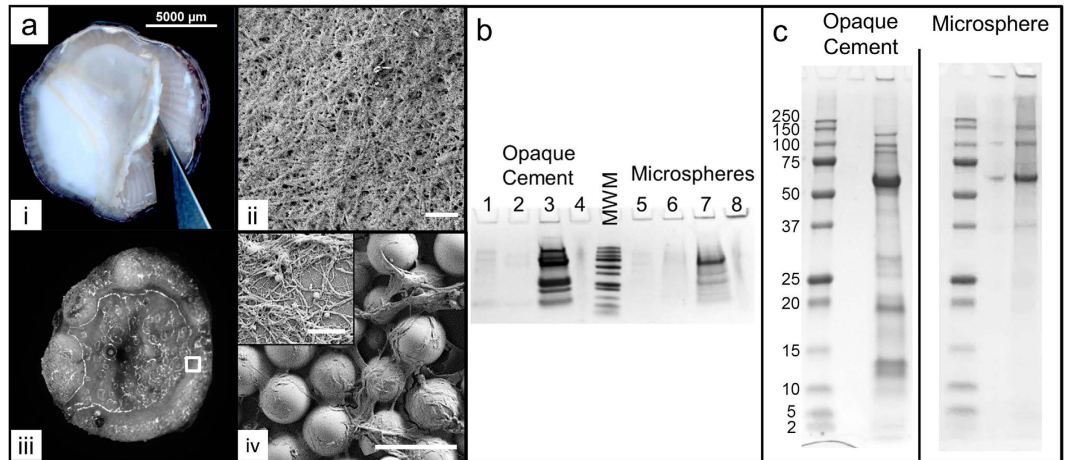 a
5000 µm
i
ii
iii
iv
b
Opaque
Cement
Microspheres
MWM
1 2 3 4 5 6 7 8
c
Opaque
Cement
Microsphere
250
150
100
75
50
37
25
20
15
10
5
2